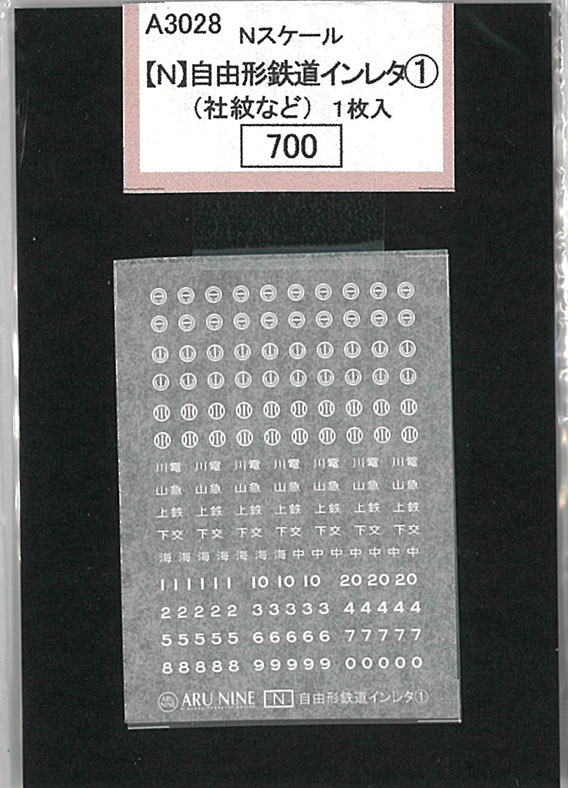 A3028 Nスケール
【N】自由形鉄道インレタ①
（社紋など） 1枚入
700
川電 川電 川電 川電 川電 川電 川電
山急 山急 山急 山急 山急 山急 山急
上鉄 上鉄 上鉄 上鉄 上鉄 上鉄 上鉄
下交 下交 下交 下交 下交 下交 下交
海 海 海 海 海 海 海 中 中 中 中 中 中 中
11111 10 10 10 20 20 20
22222 33333 44444
55555 66666 77777
88888 99999 00000
ARU NINE ARU NINE N 自由形鉄道インレタ①